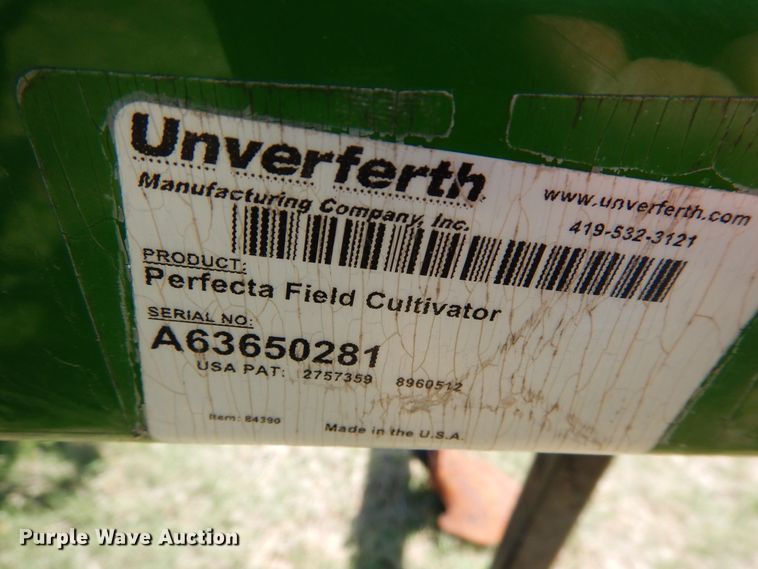 Unverferth
Manufacturing Company, Inc.
www.unverferth.com
419-532-3121
PRODUCT:
Perfecta Field Cultivator
SERIAL NO:
A63650281
USA PAT: 2757359 8960512
Item: 84390
Made in the U.S.A.
Purple Wave Auction